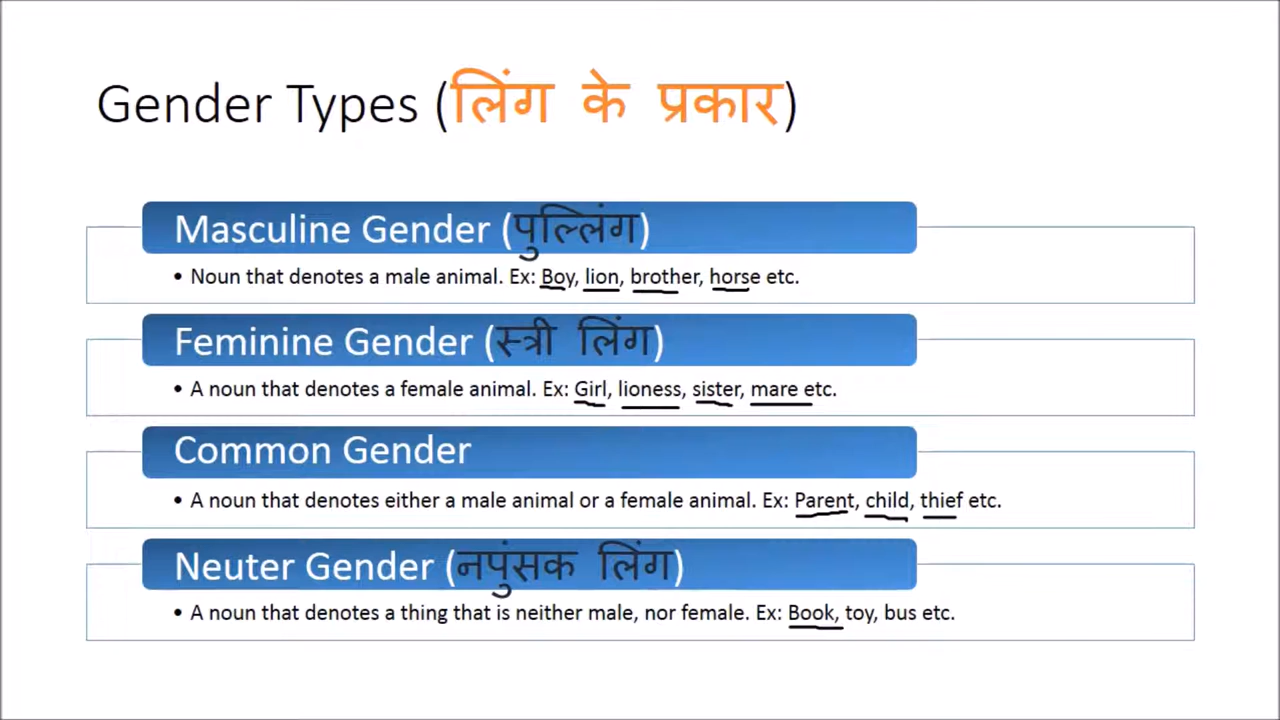 Gender Types (लिंग के प्रकार)
Masculine Gender (पुल्लिंग)
• Noun that denotes a male animal. Ex: Boy, lion, brother, horse etc.
Feminine Gender (स्त्री लिंग)
• A noun that denotes a female animal. Ex: Girl, lioness, sister, mare etc.
Common Gender
• A noun that denotes either a male animal or a female animal. Ex: Parent, child, thief etc.
Neuter Gender (नपुंसक लिंग)
• A noun that denotes a thing that is neither male, nor female. Ex: Book, toy, bus etc.